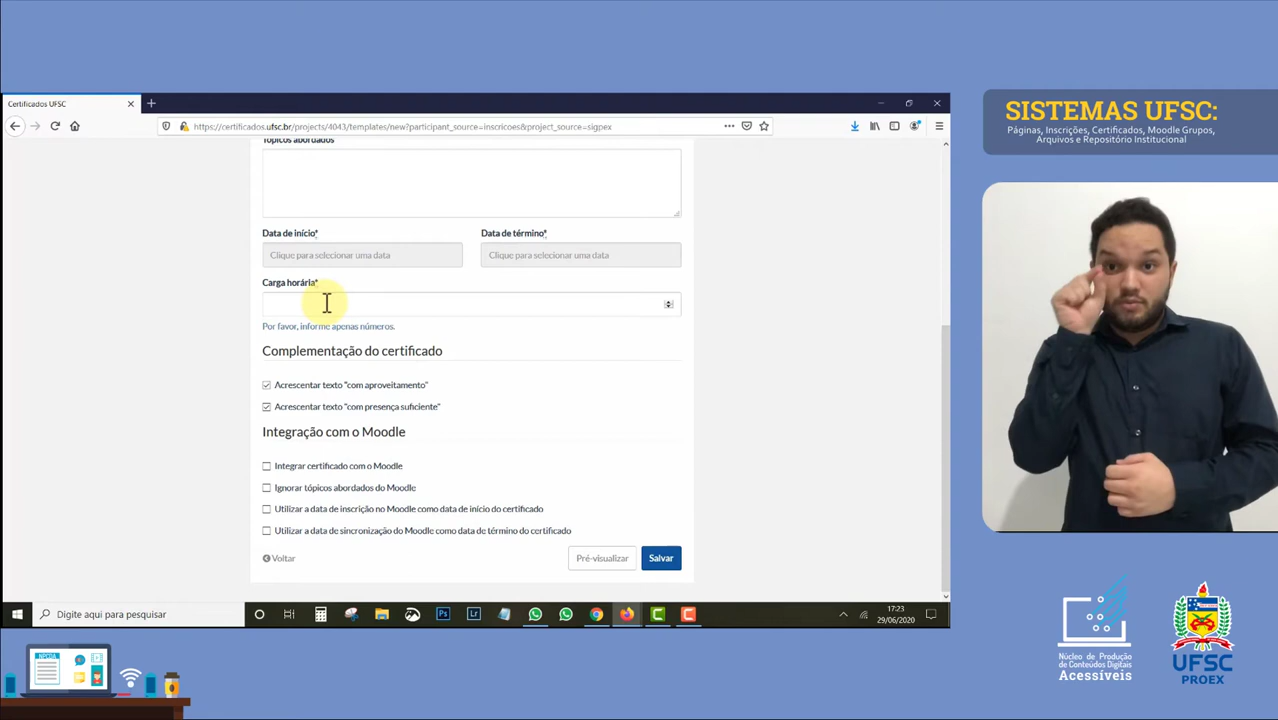 Certificados UFSC
https://certificados.ufsc.br/projects/4043/templates/new?participant_source=inscricoes&project_source=sigpex
Tópicos abordados
Data de início*
Data de término*
Clique para selecionar uma data
Clique para selecionar uma data
Carga horária*
Por favor, informe apenas números.
Complementação do certificado
Acrescentar texto "com aproveitamento"
Acrescentar texto "com presença suficiente"
Integração com o Moodle
Integrar certificado com o Moodle
Ignorar tópicos abordados do Moodle
Utilizar a data de inscrição no Moodle como data de início do certificado
Utilizar a data de sincronização do Moodle como data de término do certificado
Voltar
Pré-visualizar
Salvar
Digite aqui para pesquisar
Ps
Lr
17:23
29/06/2020
SISTEMAS UFSC:
Páginas, Inscrições, Certificados, Moodle Grupos,
Arquivos e Repositório Institucional
NPCDA
Núcleo de Produção
de Conteúdos Digitais
Acessíveis
UFSC
PROEX